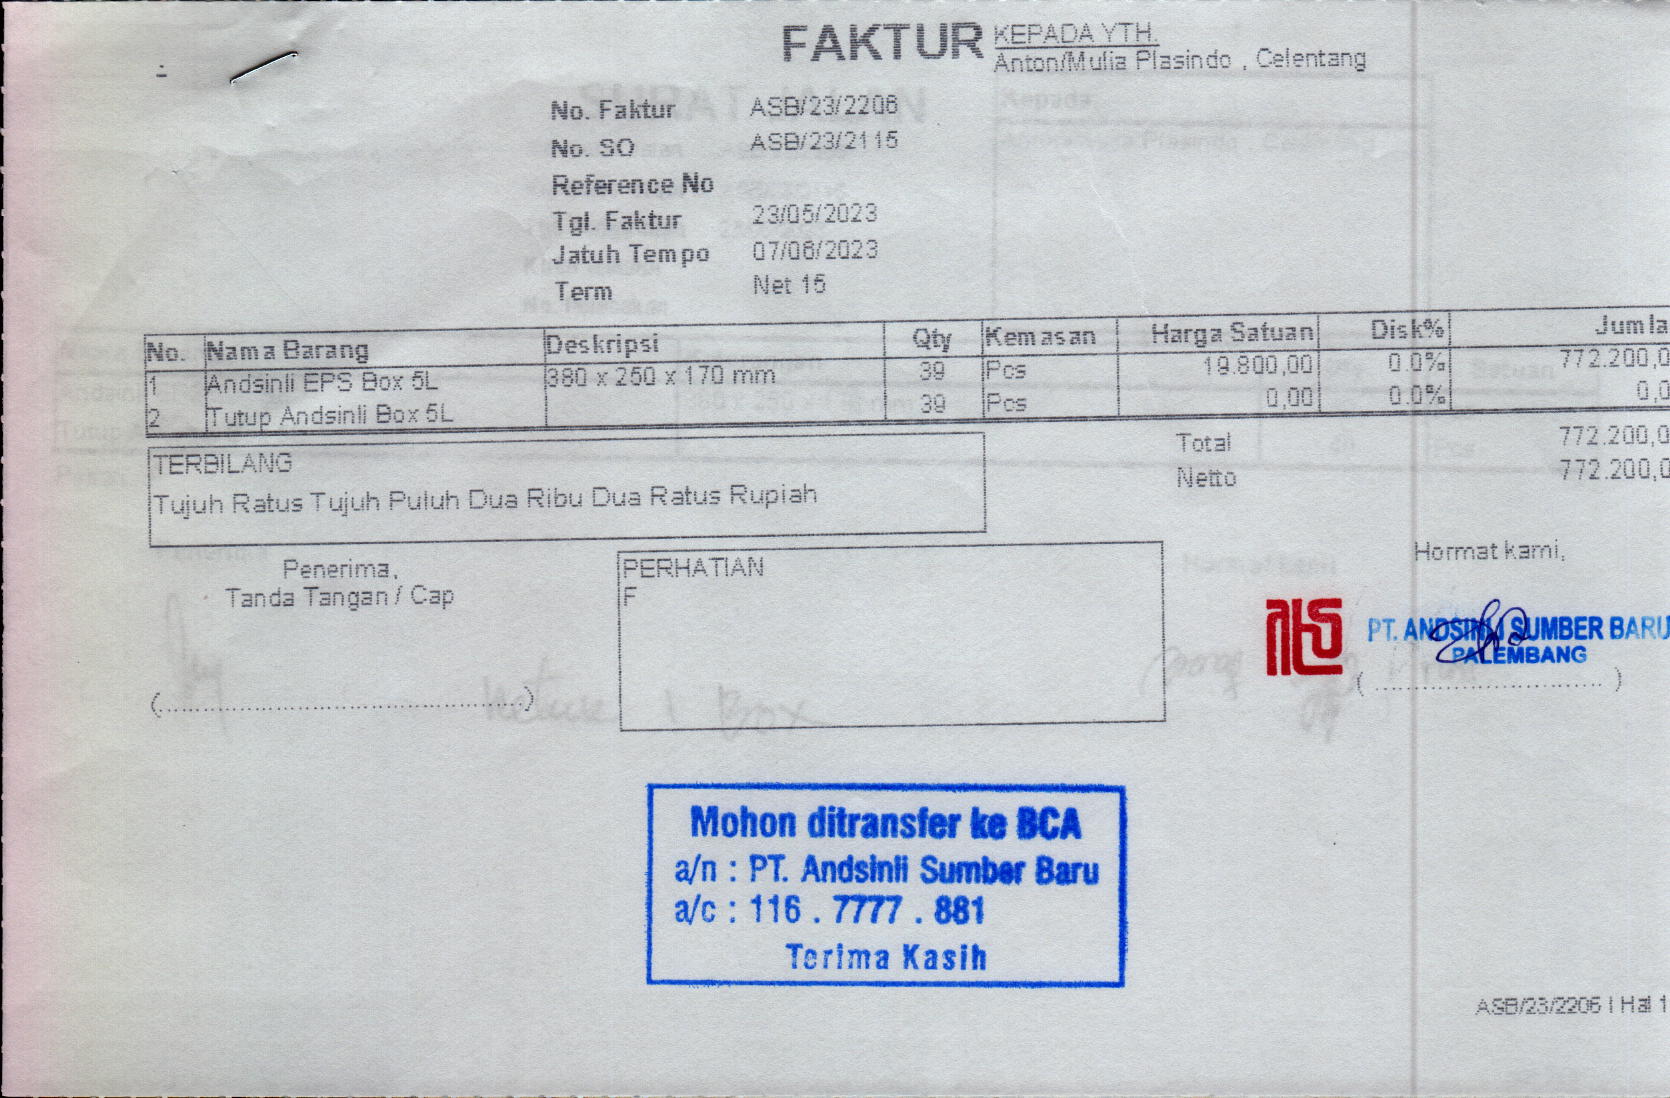 FAKTUR
KEPADA YTH.
Anton/Mulia Plasindo , Celentang
No. Faktur ASB/23/2206
No. SO ASB/23/2115
Reference No
Tgl. Faktur 23/05/2023
Jatuh Tempo 07/06/2023
Term Net 15
No. Nama Barang Deskripsi Qty Kemasan Harga Satuan Disk% Jumla
1 Andsinli EPS Box 5L 380 x 250 x 170 mm 39 Pcs 19.800,00 0.0% 772.200,0
2 Tutup Andsinli Box 5L 39 Pcs 0,00 0.0% 0,0
Total 772.200,0
Netto 772.200,0
TERBILANG
Tujuh Ratus Tujuh Puluh Dua Ribu Dua Ratus Rupiah
Penerima,
Tanda Tangan / Cap
(..................................................)
PERHATIAN
F
Hormat kami,
PT. ANDSINLI SUMBER BARU
PALEMBANG
( ................................ )
Mohon ditransfer ke BCA
a/n : PT. Andsinli Sumber Baru
a/c : 116 . 7777 . 881
Terima Kasih
ASB/23/2206 | Hal 1